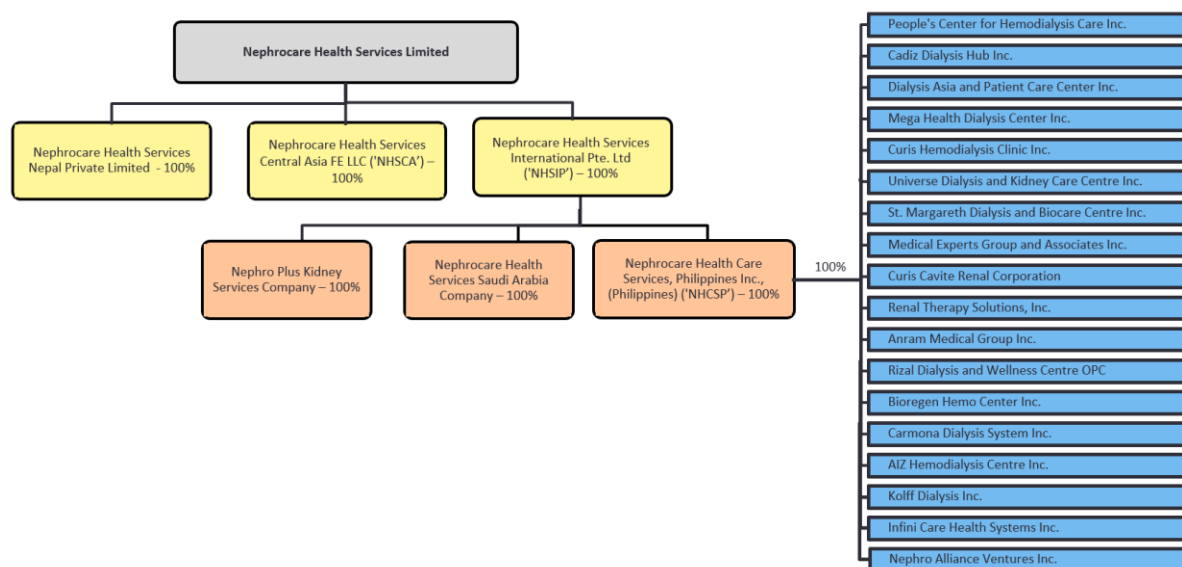 Nephrocare Health Services Limited
Nephrocare Health Services
Nepal Private Limited - 100%
Nephrocare Health Services
Central Asia FE LLC ('NHSCA') –
100%
Nephrocare Health Services
International Pte. Ltd
('NHSIP') – 100%
Nephro Plus Kidney
Services Company – 100%
Nephrocare Health
Services Saudi Arabia
Company – 100%
Nephrocare Health Care
Services, Philippines Inc.,
(Philippines) ('NHCSP') – 100%
100%
People's Center for Hemodialysis Care Inc.
Cadiz Dialysis Hub Inc.
Dialysis Asia and Patient Care Center Inc.
Mega Health Dialysis Center Inc.
Curis Hemodialysis Clinic Inc.
Universe Dialysis and Kidney Care Centre Inc.
St. Margareth Dialysis and Biocare Centre Inc.
Medical Experts Group and Associates Inc.
Curis Cavite Renal Corporation
Renal Therapy Solutions, Inc.
Anram Medical Group Inc.
Rizal Dialysis and Wellness Centre OPC
Bioregen Hemo Center Inc.
Carmona Dialysis System Inc.
AIZ Hemodialysis Centre Inc.
Kolff Dialysis Inc.
Infini Care Health Systems Inc.
Nephro Alliance Ventures Inc.